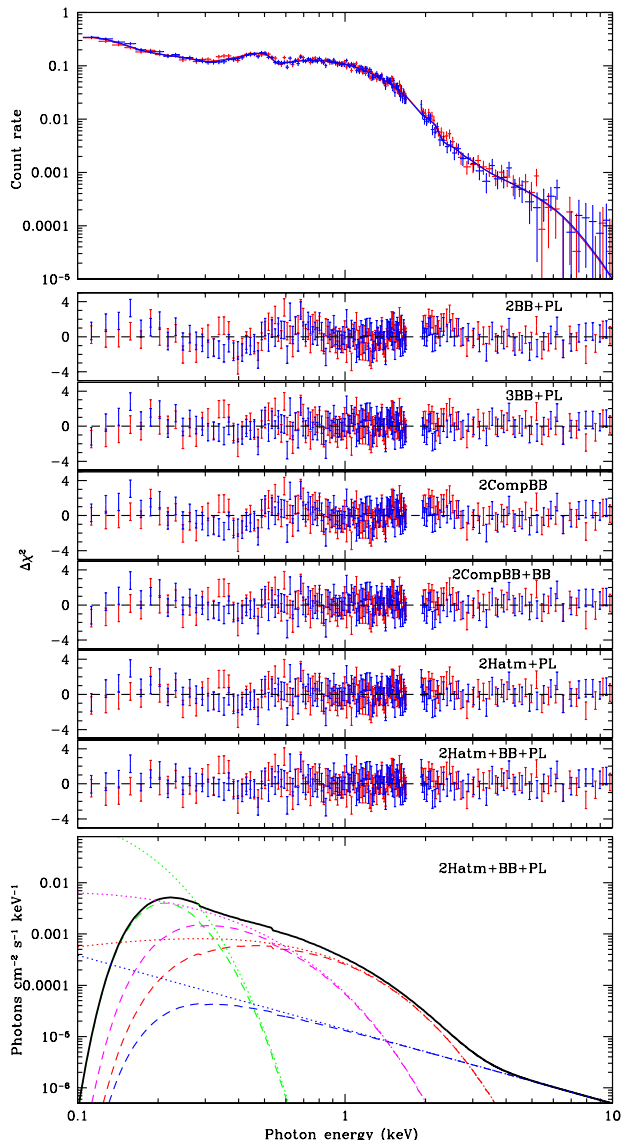 1
0.1
0.01
0.001
0.0001
10⁻⁵
Count rate
4
0
−4
2BB+PL
4
0
−4
3BB+PL
4
0
−4
2CompBB
Δχ²
4
0
−4
2CompBB+BB
4
0
−4
2Hatm+PL
4
0
−4
2Hatm+BB+PL
2Hatm+BB+PL
0.01
0.001
0.0001
10⁻⁵
10⁻⁶
Photons cm⁻² s⁻¹ keV⁻¹
0.1 1 10
Photon energy (keV)